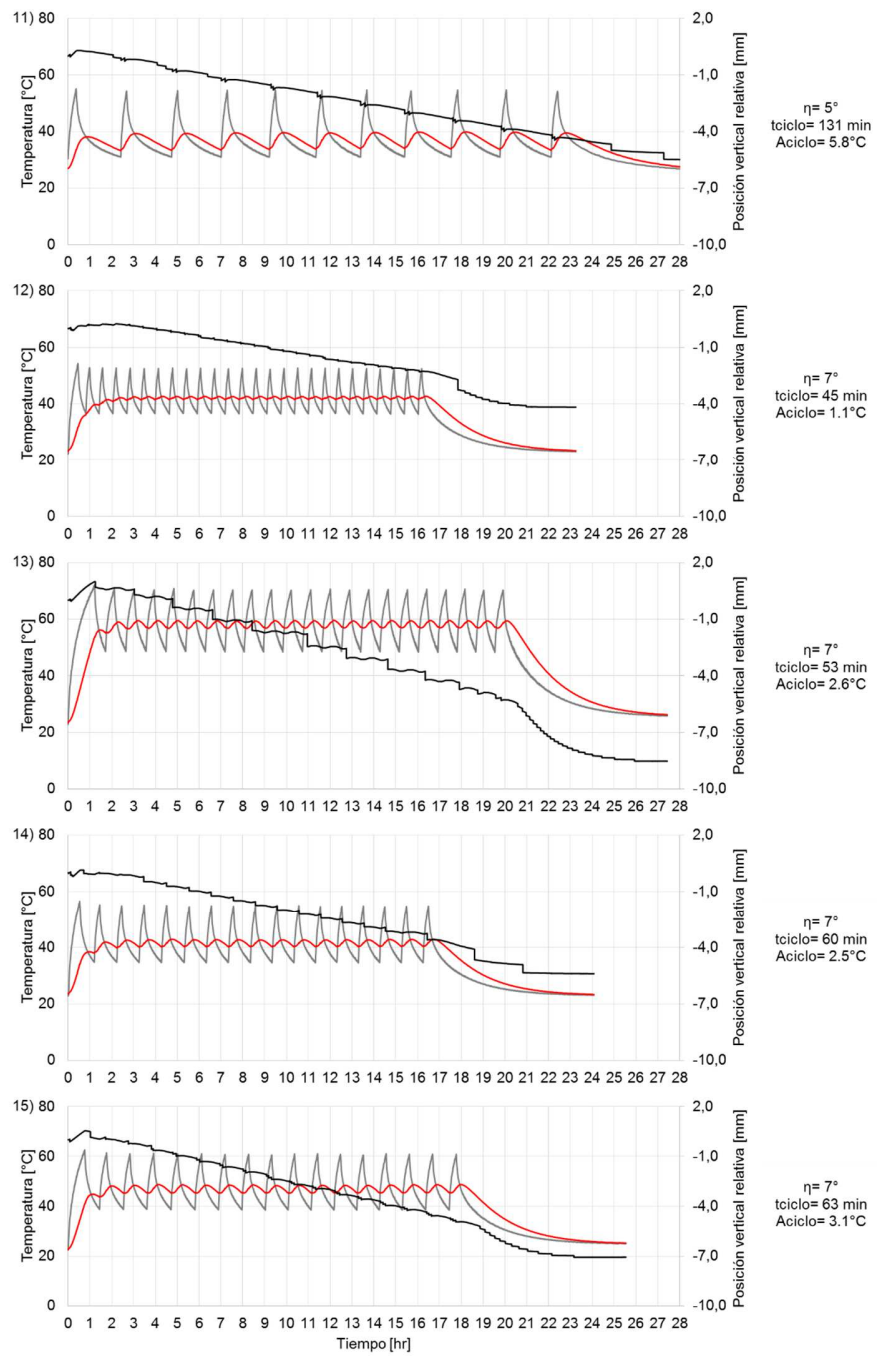 11) 80
60
40
20
0
Temperatura [°C]
2,0
-1,0
-4,0
-7,0
-10,0
Posición vertical relativa [mm]
0 1 2 3 4 5 6 7 8 9 10 11 12 13 14 15 16 17 18 19 20 21 22 23 24 25 26 27 28
η= 5°
tciclo= 131 min
Aciclo= 5.8°C
12) 80
60
40
20
0
Temperatura [°C]
2,0
-1,0
-4,0
-7,0
-10,0
Posición vertical relativa [mm]
0 1 2 3 4 5 6 7 8 9 10 11 12 13 14 15 16 17 18 19 20 21 22 23 24 25 26 27 28
η= 7°
tciclo= 45 min
Aciclo= 1.1°C
13) 80
60
40
20
0
Temperatura [°C]
2,0
-1,0
-4,0
-7,0
-10,0
Posición vertical relativa [mm]
0 1 2 3 4 5 6 7 8 9 10 11 12 13 14 15 16 17 18 19 20 21 22 23 24 25 26 27 28
η= 7°
tciclo= 53 min
Aciclo= 2.6°C
14) 80
60
40
20
0
Temperatura [°C]
2,0
-1,0
-4,0
-7,0
-10,0
Posición vertical relativa [mm]
0 1 2 3 4 5 6 7 8 9 10 11 12 13 14 15 16 17 18 19 20 21 22 23 24 25 26 27 28
η= 7°
tciclo= 60 min
Aciclo= 2.5°C
15) 80
60
40
20
0
Temperatura [°C]
2,0
-1,0
-4,0
-7,0
-10,0
Posición vertical relativa [mm]
0 1 2 3 4 5 6 7 8 9 10 11 12 13 14 15 16 17 18 19 20 21 22 23 24 25 26 27 28
Tiempo [hr]
η= 7°
tciclo= 63 min
Aciclo= 3.1°C